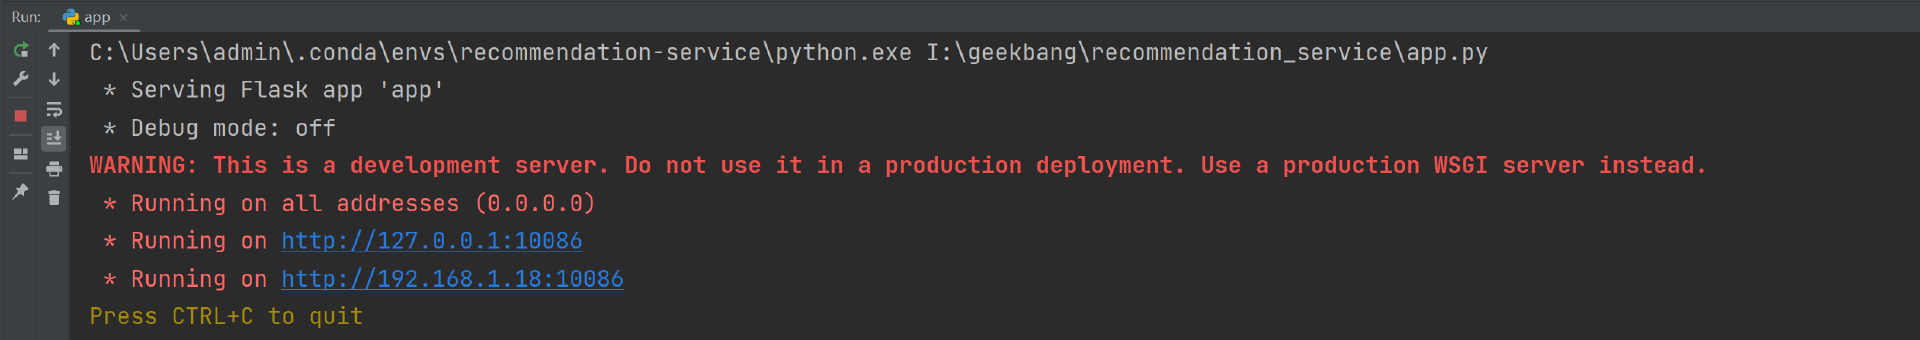 Run: app
C:\Users\admin\.conda\envs\recommendation-service\python.exe I:\geekbang\recommendation_service\app.py
* Serving Flask app 'app'
* Debug mode: off
WARNING: This is a development server. Do not use it in a production deployment. Use a production WSGI server instead.
* Running on all addresses (0.0.0.0)
* Running on http://127.0.0.1:10086
* Running on http://192.168.1.18:10086
Press CTRL+C to quit